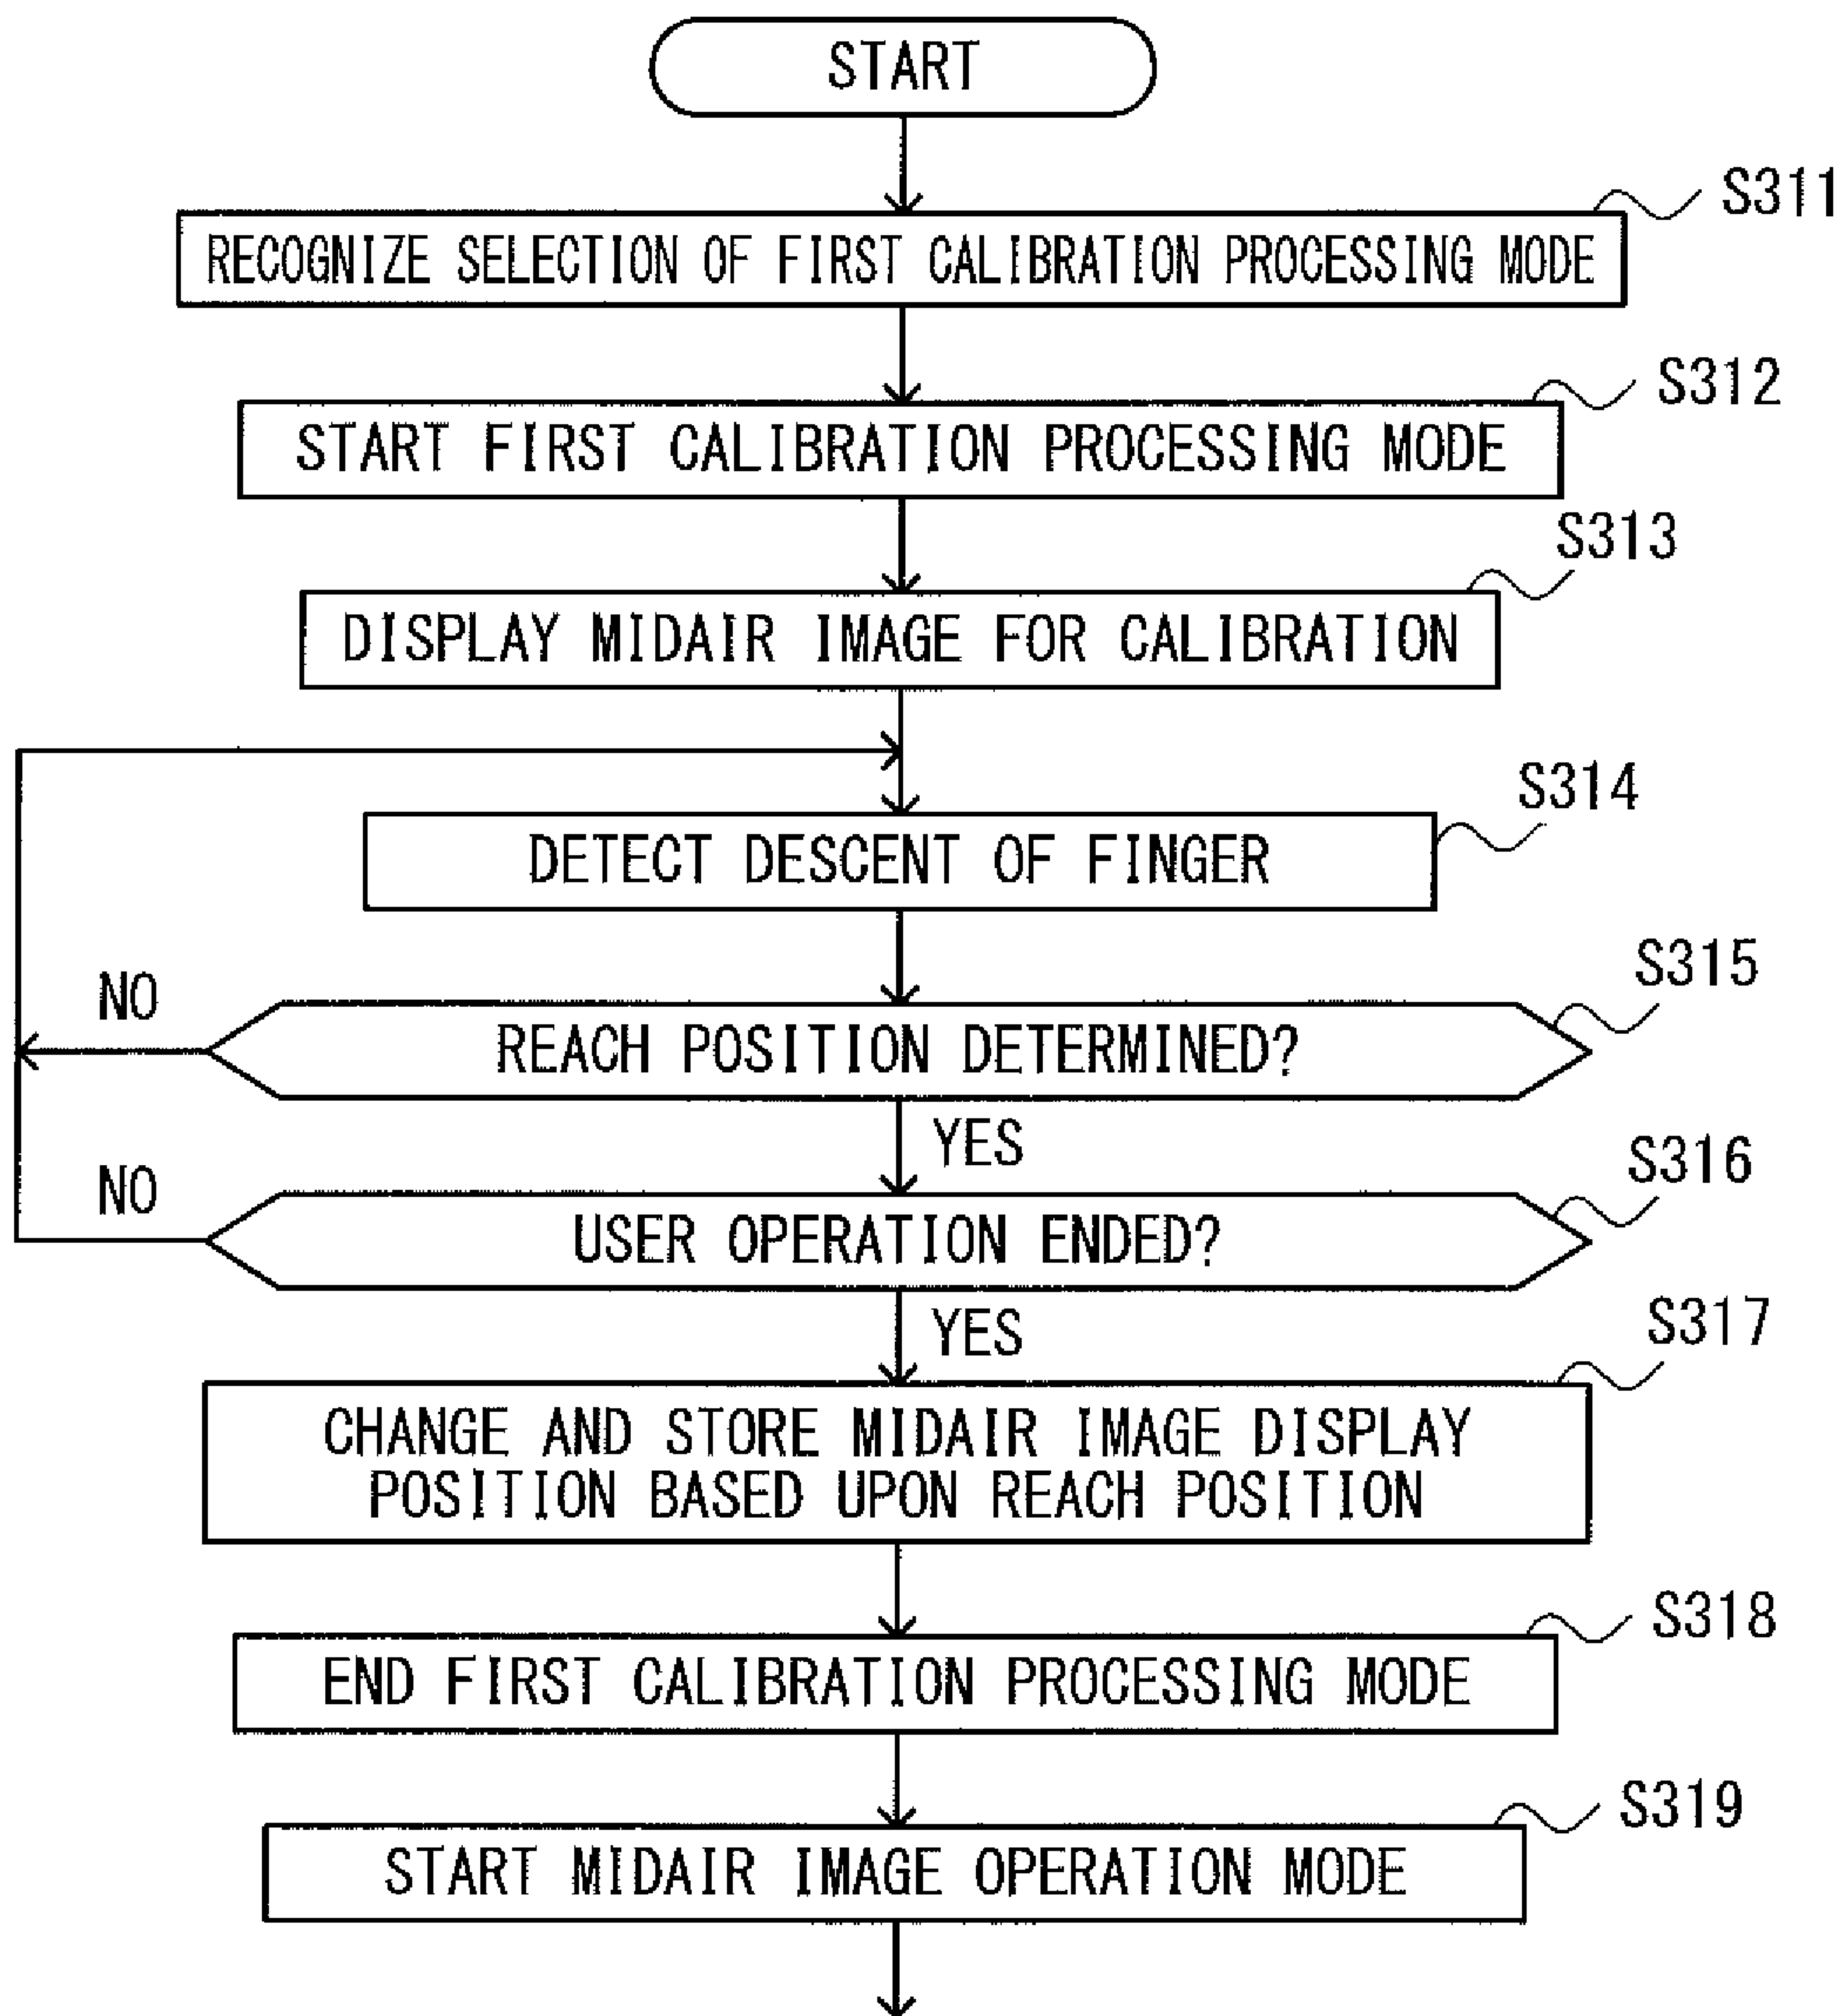 START
S311
RECOGNIZE SELECTION OF FIRST CALIBRATION PROCESSING MODE
S312
START FIRST CALIBRATION PROCESSING MODE
S313
DISPLAY MIDAIR IMAGE FOR CALIBRATION
S314
DETECT DESCENT OF FINGER
S315
NO
REACH POSITION DETERMINED?
YES
S316
NO
USER OPERATION ENDED?
YES
S317
CHANGE AND STORE MIDAIR IMAGE DISPLAY
POSITION BASED UPON REACH POSITION
S318
END FIRST CALIBRATION PROCESSING MODE
S319
START MIDAIR IMAGE OPERATION MODE